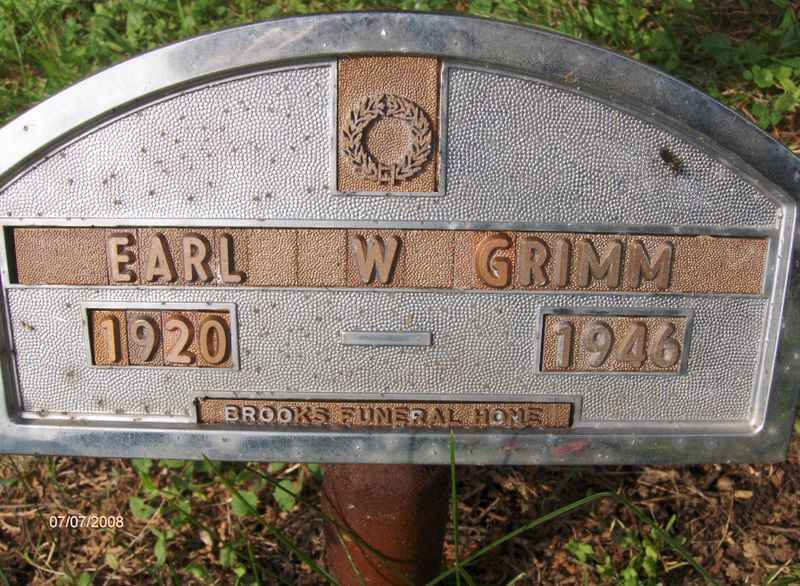 EARL W GRIMM
1920 — 1946
BROOKS FUNERAL HOME
07/07/2008